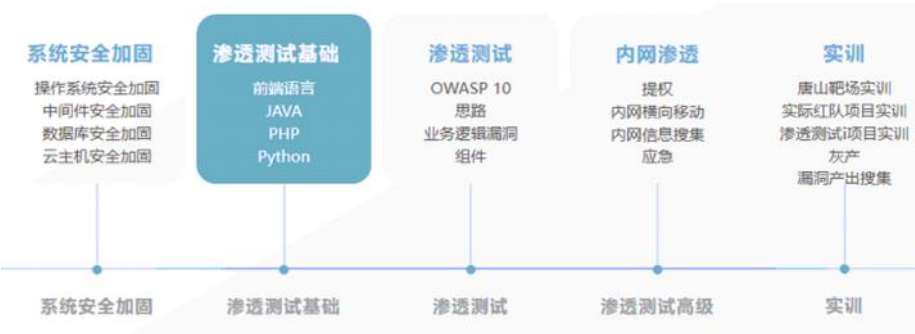 系统安全加固
操作系统安全加固
中间件安全加固
数据库安全加固
云主机安全加固
渗透测试基础
前端语言
JAVA
PHP
Python
渗透测试
OWASP 10
思路
业务逻辑漏洞
组件
内网渗透
提权
内网横向移动
内网信息搜集
应急
实训
唐山靶场实训
实际红队项目实训
渗透测试i项目实训
灰产
漏洞产出搜集
系统安全加固
渗透测试基础
渗透测试
渗透测试高级
实训